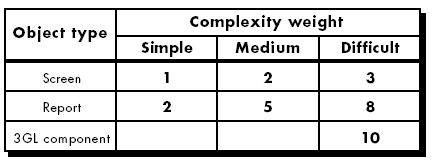 Object type Complexity weight
Simple Medium Difficult
Screen 1 2 3
Report 2 5 8
3GL component 10